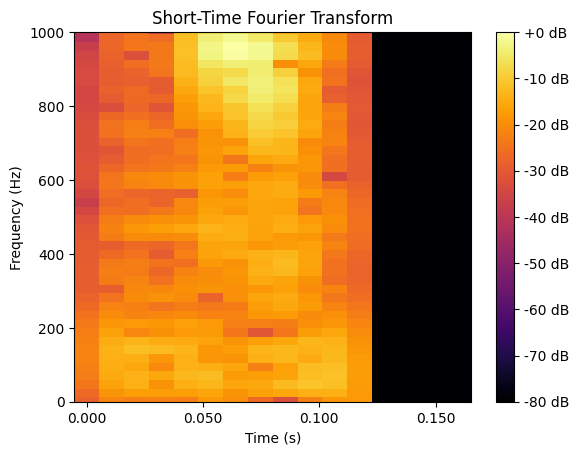 Short-Time Fourier Transform
1000
800
600
400
200
0
Frequency (Hz)
0.000
0.050
0.100
0.150
Time (s)
+0 dB
-10 dB
-20 dB
-30 dB
-40 dB
-50 dB
-60 dB
-70 dB
-80 dB